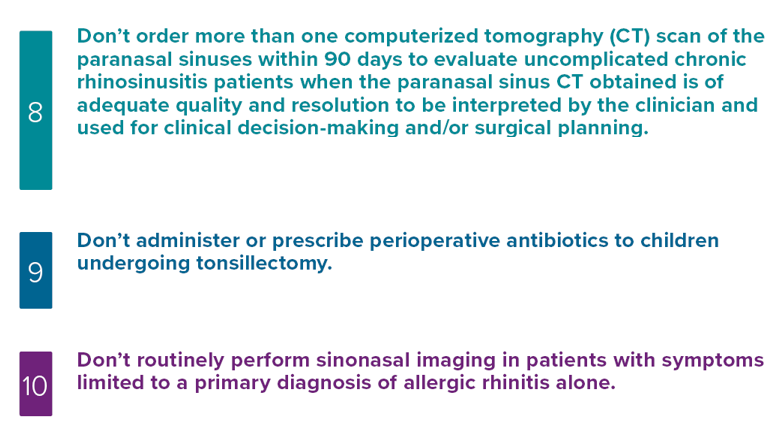 8
Don’t order more than one computerized tomography (CT) scan of the
paranasal sinuses within 90 days to evaluate uncomplicated chronic
rhinosinusitis patients when the paranasal sinus CT obtained is of
adequate quality and resolution to be interpreted by the clinician and
used for clinical decision-making and/or surgical planning.
9
Don’t administer or prescribe perioperative antibiotics to children
undergoing tonsillectomy.
10
Don’t routinely perform sinonasal imaging in patients with symptoms
limited to a primary diagnosis of allergic rhinitis alone.